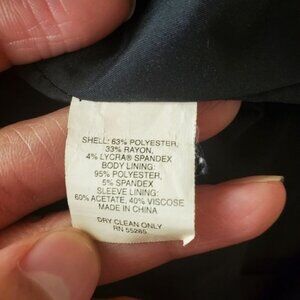 SHELL: 63% POLYESTER,
33% RAYON,
4% LYCRA® SPANDEX
BODY LINING:
95% POLYESTER,
5% SPANDEX
SLEEVE LINING:
60% ACETATE, 40% VISCOSE
MADE IN CHINA
DRY CLEAN ONLY
RN 55285